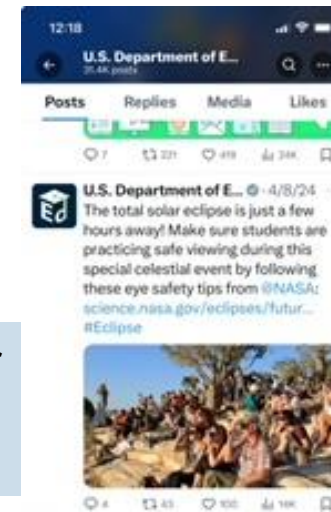 12:18
U.S. Department of E...
31.4K posts
Posts Replies Media Likes
7 221 419 34K
U.S. Department of E... · 4/8/24
The total solar eclipse is just a few
hours away! Make sure students are
practicing safe viewing during this
special celestial event by following
these eye safety tips from @NASA:
science.nasa.gov/eclipses/futur...
#Eclipse
4 43 100 16K